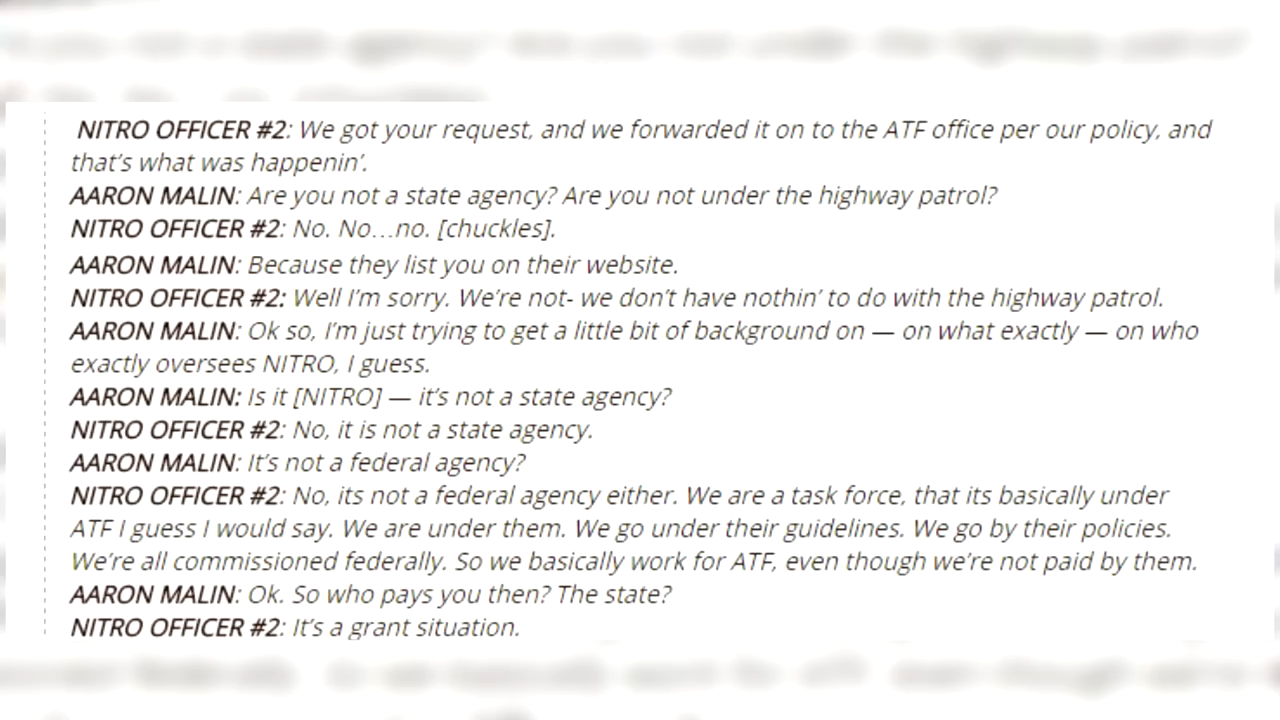 NITRO OFFICER #2: We got your request, and we forwarded it on to the ATF office per our policy, and
that's what was happenin'.
AARON MALIN: Are you not a state agency? Are you not under the highway patrol?
NITRO OFFICER #2: No. No…no. [chuckles].
AARON MALIN: Because they list you on their website.
NITRO OFFICER #2: Well I'm sorry. We're not- we don't have nothin' to do with the highway patrol.
AARON MALIN: Ok so, I'm just trying to get a little bit of background on — on what exactly — on who
exactly oversees NITRO, I guess.
AARON MALIN: Is it [NITRO] — it's not a state agency?
NITRO OFFICER #2: No, it is not a state agency.
AARON MALIN: It's not a federal agency?
NITRO OFFICER #2: No, its not a federal agency either. We are a task force, that its basically under
ATF I guess I would say. We are under them. We go under their guidelines. We go by their policies.
We're all commissioned federally. So we basically work for ATF, even though we're not paid by them.
AARON MALIN: Ok. So who pays you then? The state?
NITRO OFFICER #2: It's a grant situation.